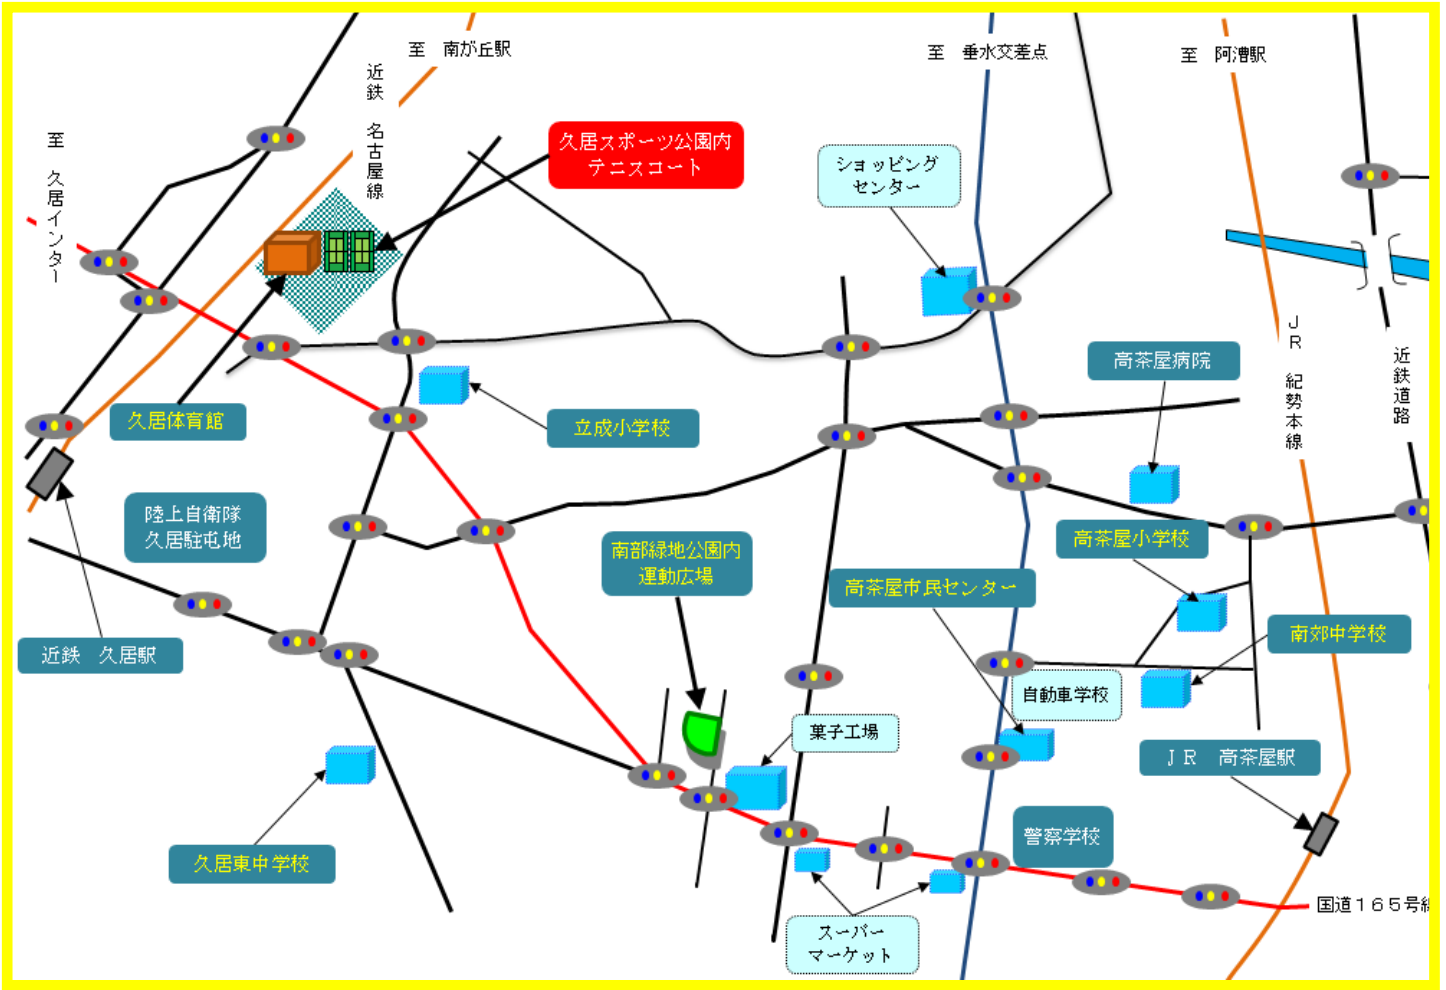 至　南が丘駅
至　垂水交差点
至　阿漕駅
近鉄　名古屋線
至　久居インター
久居スポーツ公園内
テニスコート
ショッピング
センター
ＪＲ　紀勢本線
近鉄道路
高茶屋病院
久居体育館
立成小学校
陸上自衛隊
久居駐屯地
南部緑地公園内
運動広場
高茶屋小学校
高茶屋市民センター
南郊中学校
近鉄　久居駅
自動車学校
菓子工場
ＪＲ　高茶屋駅
警察学校
久居東中学校
国道１６５号線
スーパー
マーケット